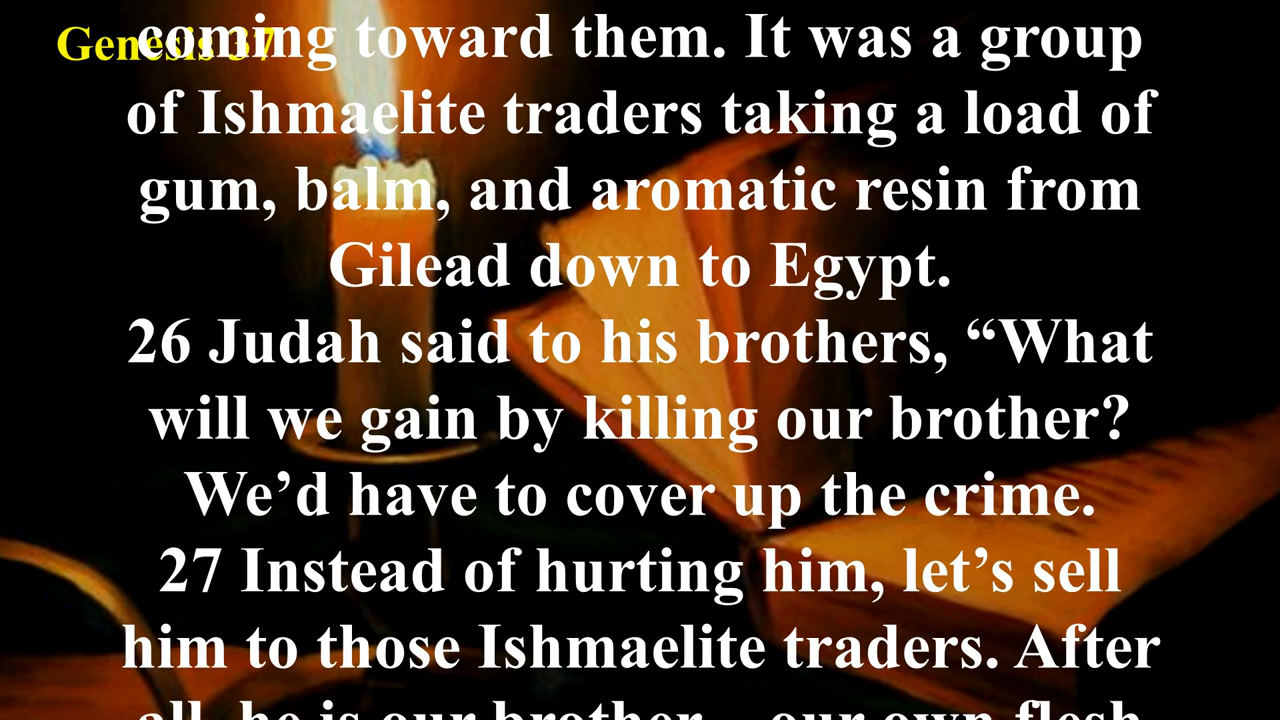 Genesis 37
coming toward them. It was a group
of Ishmaelite traders taking a load of
gum, balm, and aromatic resin from
Gilead down to Egypt.
26 Judah said to his brothers, “What
will we gain by killing our brother?
We’d have to cover up the crime.
27 Instead of hurting him, let’s sell
him to those Ishmaelite traders. After
all, he is our brother—our own flesh